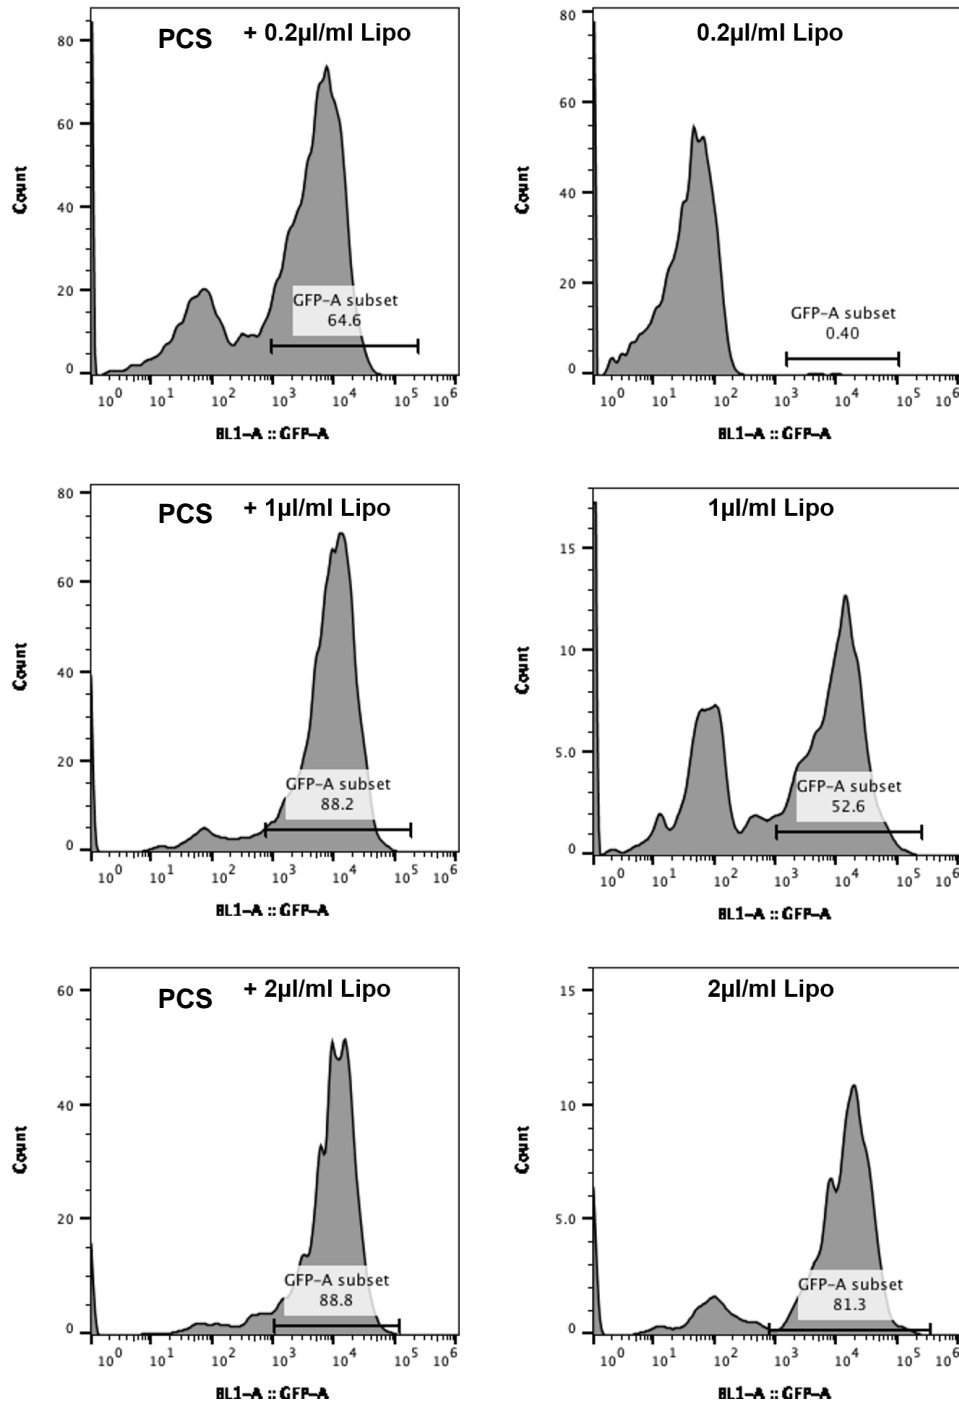 PCS + 0.2µl/ml Lipo
80
60
40
20
0
Count
GFP-A subset
64.6
10^0 10^1 10^2 10^3 10^4 10^5 10^6
BL1-A :: GFP-A
0.2µl/ml Lipo
80
60
40
20
0
Count
GFP-A subset
0.40
10^0 10^1 10^2 10^3 10^4 10^5 10^6
BL1-A :: GFP-A
PCS + 1µl/ml Lipo
80
60
40
20
0
Count
GFP-A subset
88.2
10^0 10^1 10^2 10^3 10^4 10^5 10^6
BL1-A :: GFP-A
1µl/ml Lipo
15
10
5.0
0
Count
GFP-A subset
52.6
10^0 10^1 10^2 10^3 10^4 10^5 10^6
BL1-A :: GFP-A
PCS + 2µl/ml Lipo
60
40
20
0
Count
GFP-A subset
88.8
10^0 10^1 10^2 10^3 10^4 10^5 10^6
BL1-A :: GFP-A
2µl/ml Lipo
15
10
5.0
0
Count
GFP-A subset
81.3
10^0 10^1 10^2 10^3 10^4 10^5 10^6
BL1-A :: GFP-A